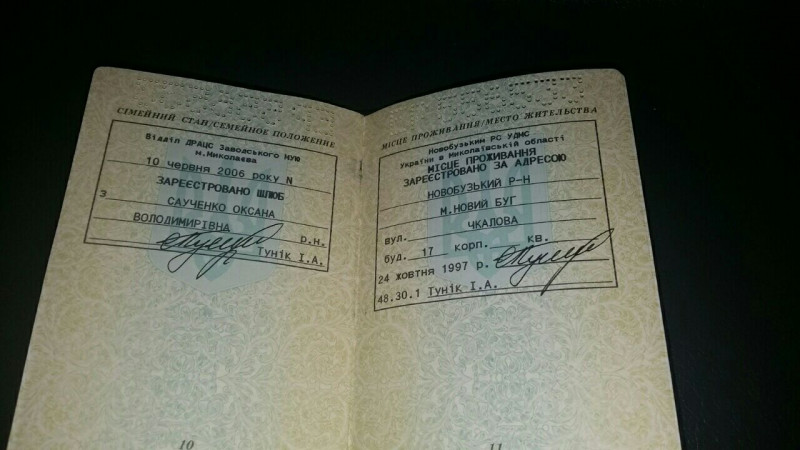 СІМЕЙНИЙ СТАН/СЕМЕЙНОЕ ПОЛОЖЕНИЕ
Відділ ДРАЦС Заводського МУЮ
м.Миколаєва
10 червня 2006 року N
ЗАРЕЄСТРОВАНО ШЛЮБ
З САУЧЕНКО ОКСАНА
ВОЛОДИМИРІВНА р.н.
Тунік І.А.
10
МІСЦЕ ПРОЖИВАННЯ/МЕСТО ЖИТЕЛЬСТВА
Новобузьким РС УДМС
України в Миколаївській області
МІСЦЕ ПРОЖИВАННЯ
ЗАРЕЄСТРОВАНО ЗА АДРЕСОЮ
НОВОБУЗЬКИЙ Р-Н
М.НОВИЙ БУГ
вул. ЧКАЛОВА
буд. 17 корп. кв.
24 жовтня 1997 р.
48.30.1 Тунік І.А.
11